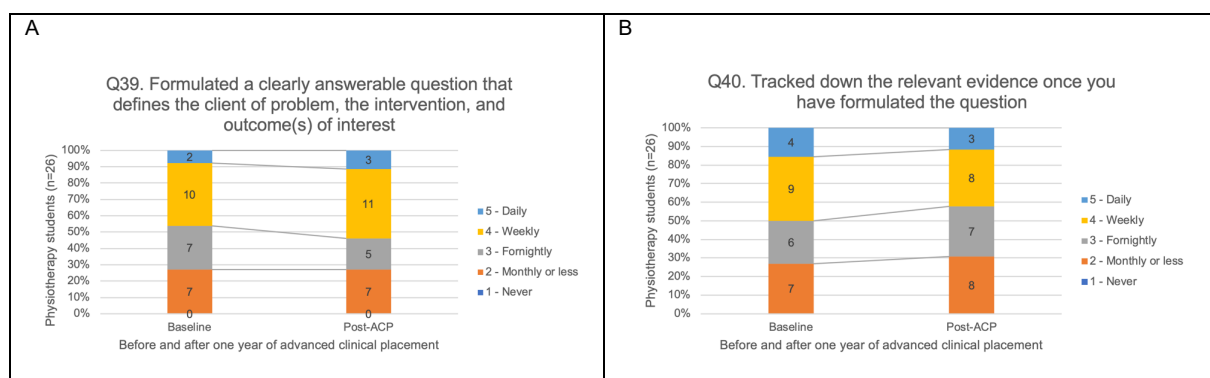 A
Q39. Formulated a clearly answerable question that
defines the client of problem, the intervention, and
outcome(s) of interest
Physiotherapy students (n=26)
100%
90%
80%
70%
60%
50%
40%
30%
20%
10%
0%
2
10
7
7
0
3
11
5
7
0
Baseline
Post-ACP
Before and after one year of advanced clinical placement
5 - Daily
4 - Weekly
3 - Fornightly
2 - Monthly or less
1 - Never
B
Q40. Tracked down the relevant evidence once you
have formulated the question
Physiotherapy students (n=26)
100%
90%
80%
70%
60%
50%
40%
30%
20%
10%
0%
4
9
6
7
3
8
7
8
Baseline
Post-ACP
Before and after one year of advanced clinical placement
5 - Daily
4 - Weekly
3 - Fornightly
2 - Monthly or less
1 - Never